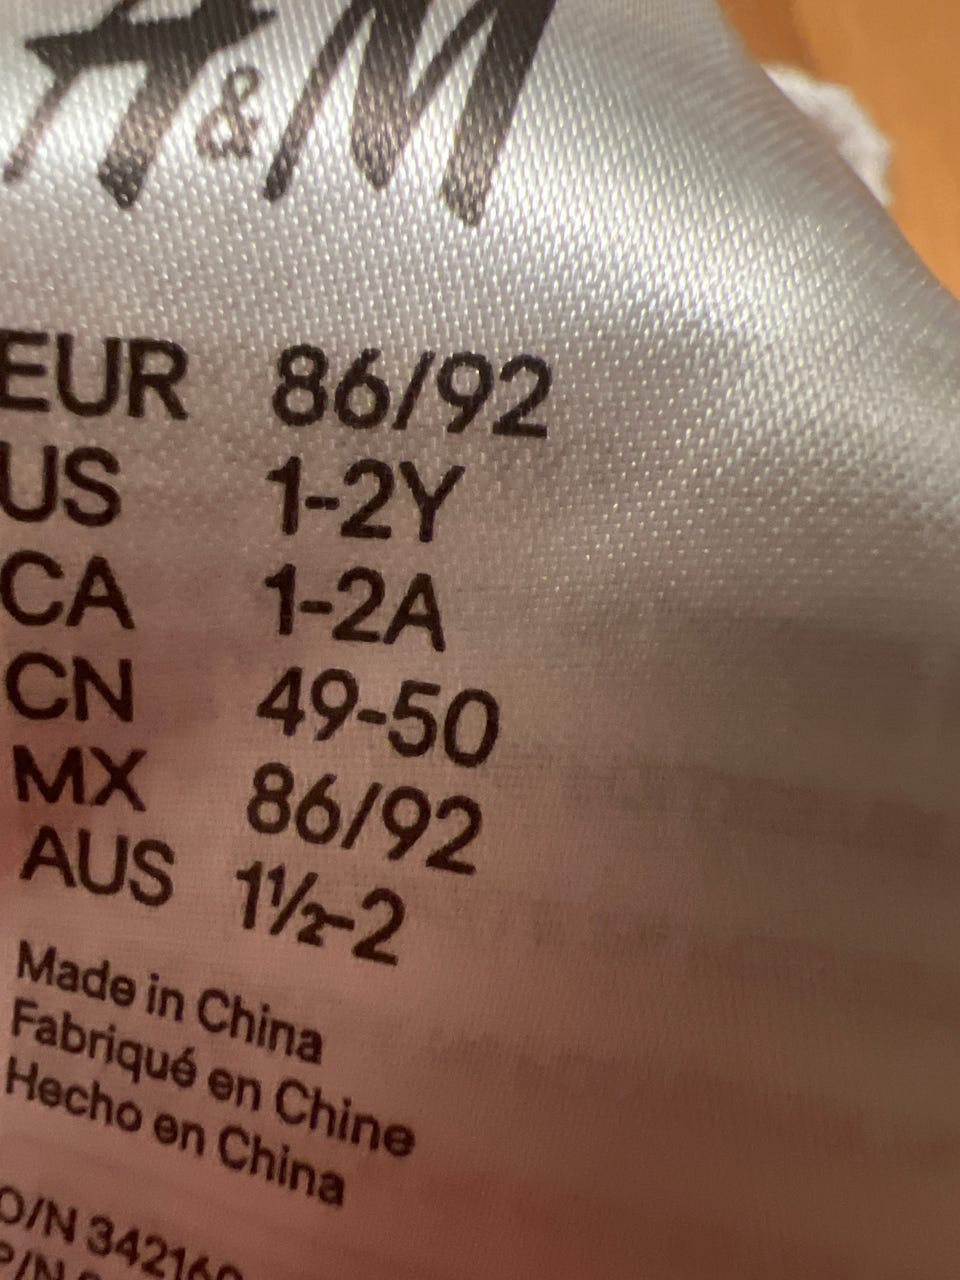 H&M
EUR 86/92
US 1-2Y
CA 1-2A
CN 49-50
MX 86/92
AUS 1½-2
Made in China
Fabriqué en Chine
Hecho en China
O/N 342160
P/N